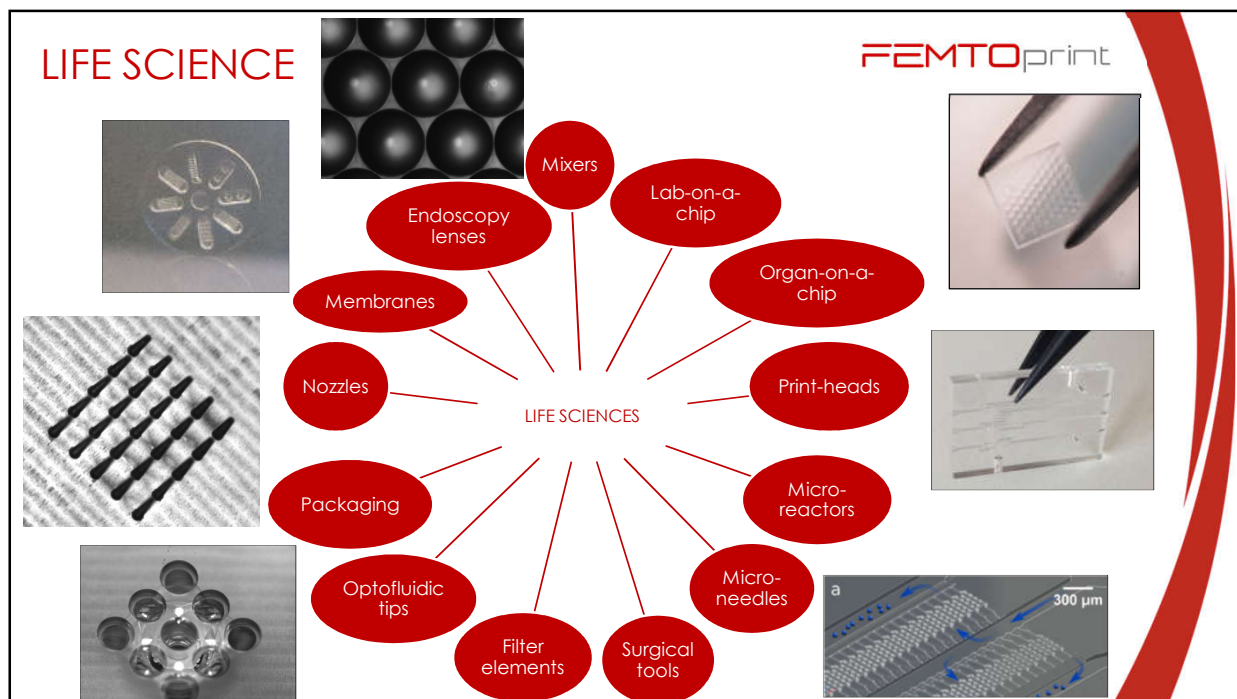 LIFE SCIENCE
FEMTOprint
Mixers
Lab-on-a-
chip
Endoscopy
lenses
Organ-on-a-
chip
Membranes
Nozzles
Print-heads
LIFE SCIENCES
Packaging
Micro-
reactors
Optofluidic
tips
Micro-
needles
Filter
elements
Surgical
tools
a
300 µm